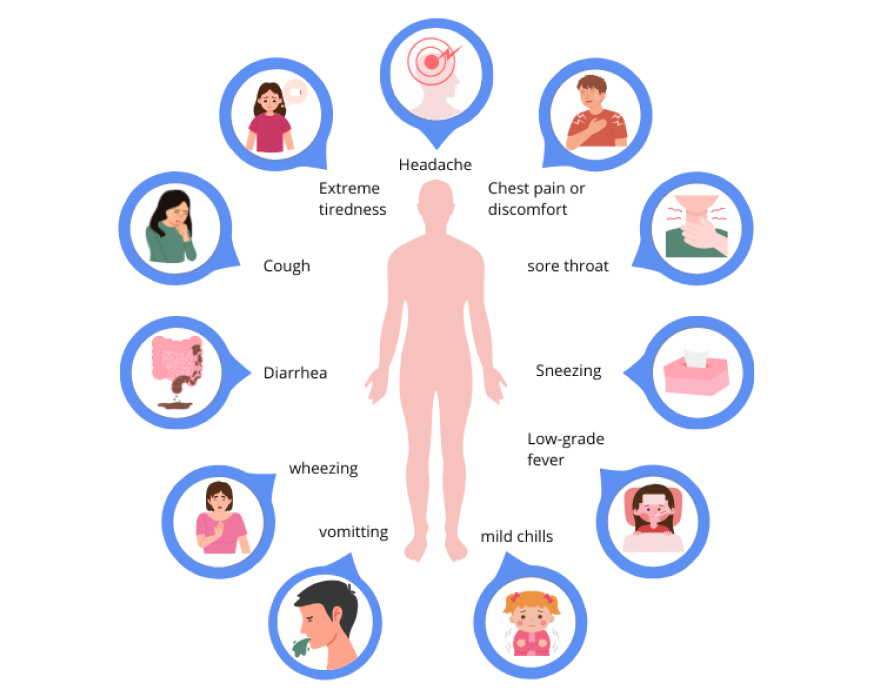 Headache
Extreme
tiredness
Chest pain or
discomfort
Cough
sore throat
Diarrhea
Sneezing
Low-grade
fever
wheezing
vomitting
mild chills